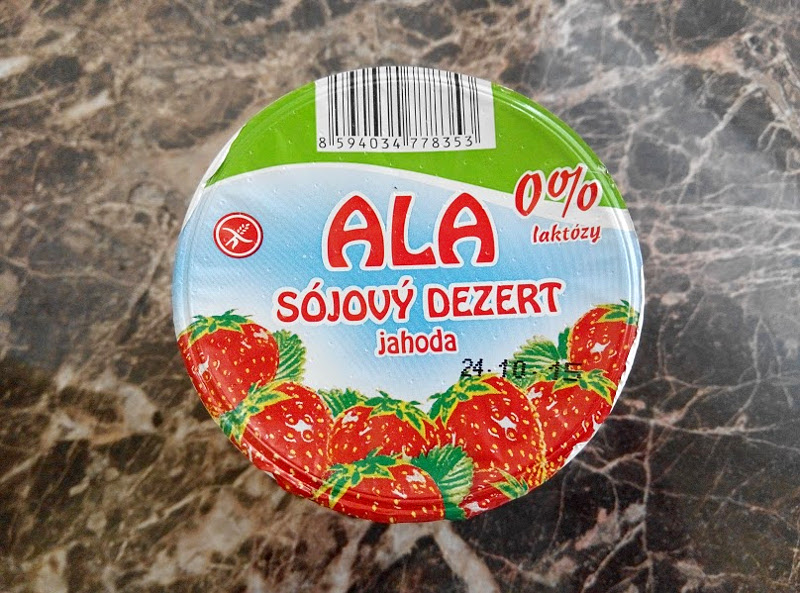 8 594034 778353
0%
laktózy
ALA
SÓJOVÝ DEZERT
jahoda
24.10.15